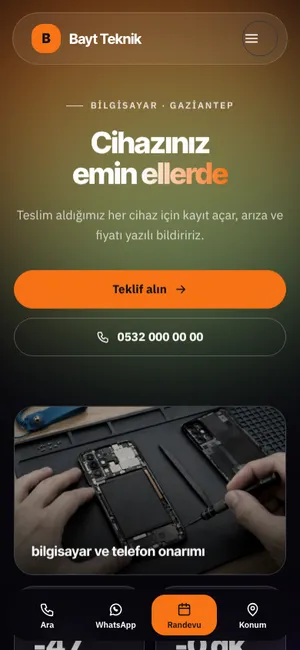 B Bayt Teknik
BİLGİSAYAR · GAZİANTEP
Cihazınız
emin ellerde
Teslim aldığımız her cihaz için kayıt açar, arıza ve
fiyatı yazılı bildiririz.
Teklif alın →
0532 000 00 00
bilgisayar ve telefon onarımı
Ara
WhatsApp
Randevu
Konum